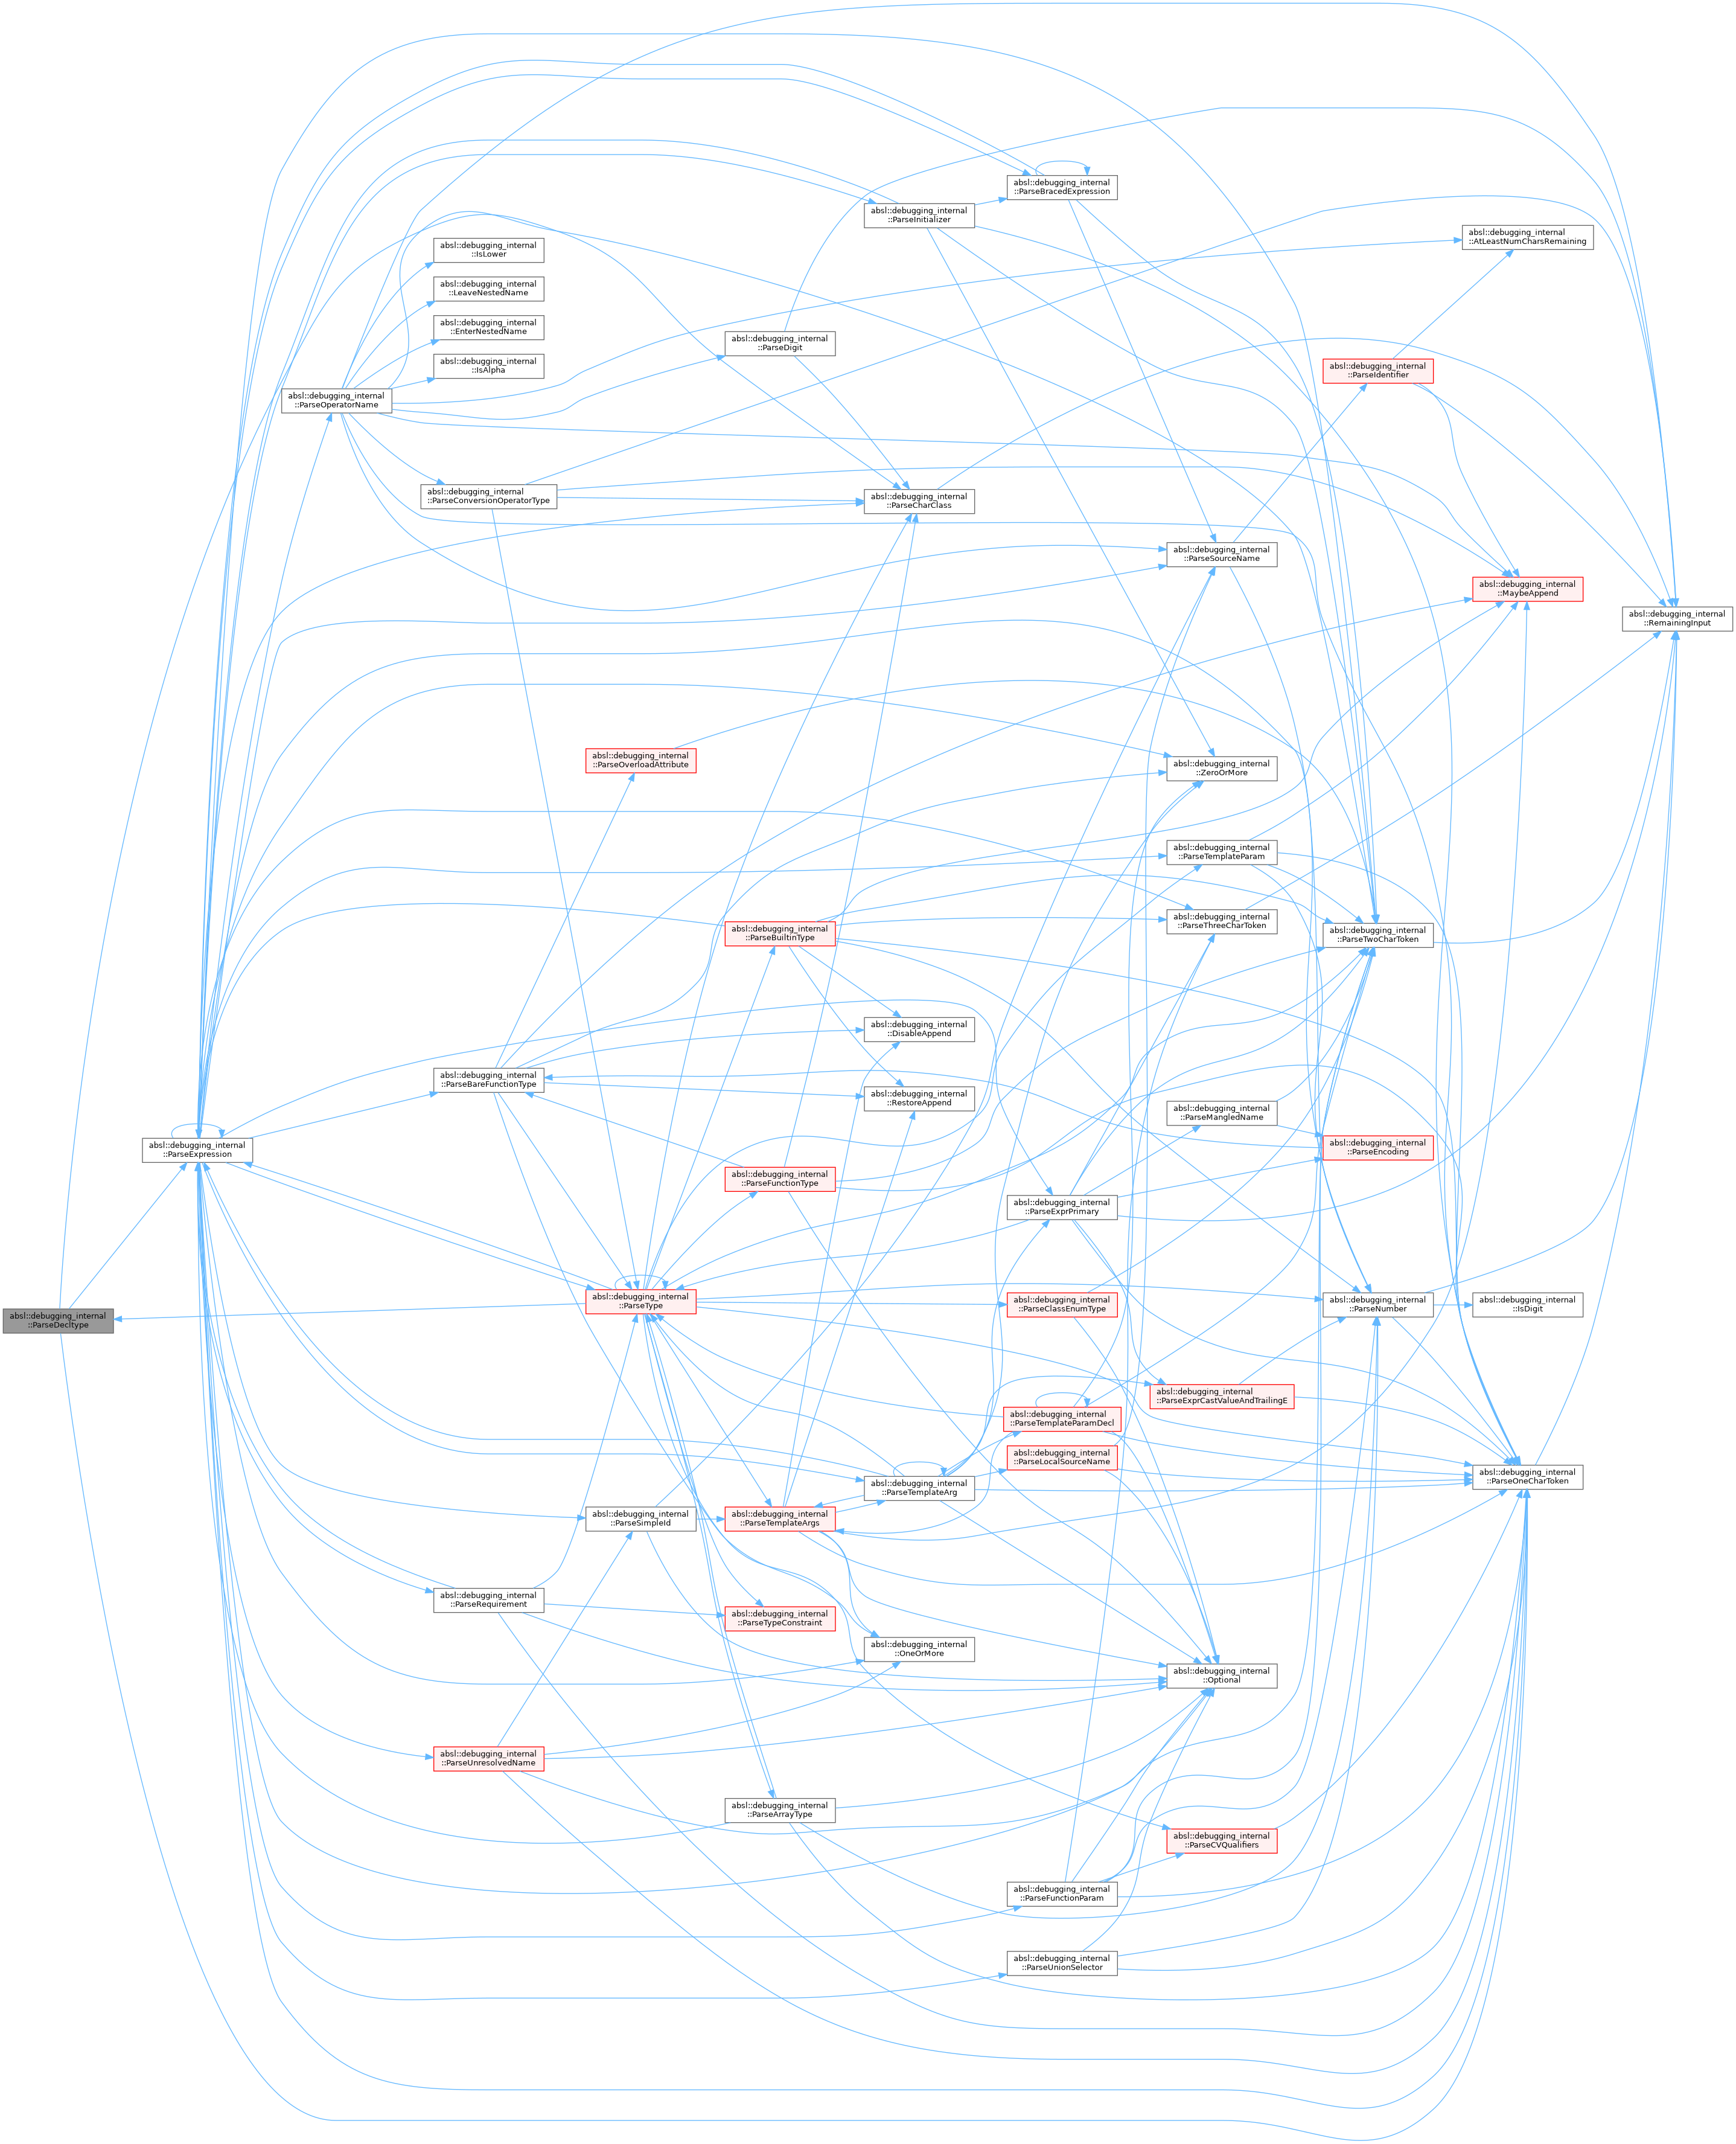 absl::debugging_internal
::ParseDecltype
absl::debugging_internal
::ParseExpression
absl::debugging_internal
::ParseOperatorName
absl::debugging_internal
::IsLower
absl::debugging_internal
::LeaveNestedName
absl::debugging_internal
::EnterNestedName
absl::debugging_internal
::IsAlpha
absl::debugging_internal
::ParseConversionOperatorType
absl::debugging_internal
::ParseBareFunctionType
absl::debugging_internal
::ParseRequirement
absl::debugging_internal
::ParseUnresolvedName
absl::debugging_internal
::ParseOverloadAttribute
absl::debugging_internal
::ParseType
absl::debugging_internal
::ParseSimpleId
absl::debugging_internal
::ParseDigit
absl::debugging_internal
::ParseBuiltinType
absl::debugging_internal
::ParseFunctionType
absl::debugging_internal
::ParseTemplateArgs
absl::debugging_internal
::ParseTypeConstraint
absl::debugging_internal
::ParseArrayType
absl::debugging_internal
::ParseInitializer
absl::debugging_internal
::ParseCharClass
absl::debugging_internal
::DisableAppend
absl::debugging_internal
::RestoreAppend
absl::debugging_internal
::ParseTemplateArg
absl::debugging_internal
::OneOrMore
absl::debugging_internal
::ParseBracedExpression
absl::debugging_internal
::ParseExprPrimary
absl::debugging_internal
::ParseClassEnumType
absl::debugging_internal
::ParseTemplateParamDecl
absl::debugging_internal
::ParseLocalSourceName
absl::debugging_internal
::ParseFunctionParam
absl::debugging_internal
::ParseUnionSelector
absl::debugging_internal
::ParseSourceName
absl::debugging_internal
::ZeroOrMore
absl::debugging_internal
::ParseTemplateParam
absl::debugging_internal
::ParseThreeCharToken
absl::debugging_internal
::ParseMangledName
absl::debugging_internal
::ParseExprCastValueAndTrailingE
absl::debugging_internal
::Optional
absl::debugging_internal
::ParseCVQualifiers
absl::debugging_internal
::ParseIdentifier
absl::debugging_internal
::ParseTwoCharToken
absl::debugging_internal
::ParseEncoding
absl::debugging_internal
::ParseNumber
absl::debugging_internal
::AtLeastNumCharsRemaining
absl::debugging_internal
::MaybeAppend
absl::debugging_internal
::IsDigit
absl::debugging_internal
::ParseOneCharToken
absl::debugging_internal
::RemainingInput